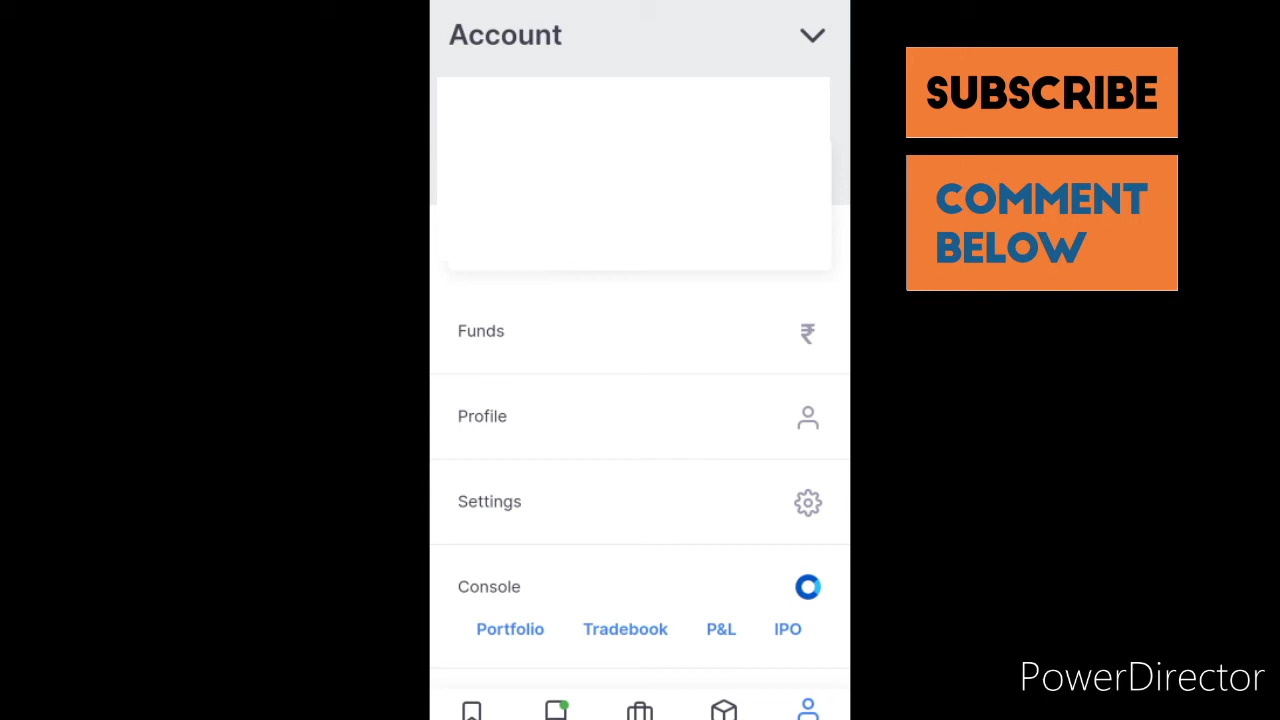 Account
SUBSCRIBE
COMMENT
BELOW
Funds ₹
Profile
Settings
Console
Portfolio Tradebook P&L IPO
PowerDirector